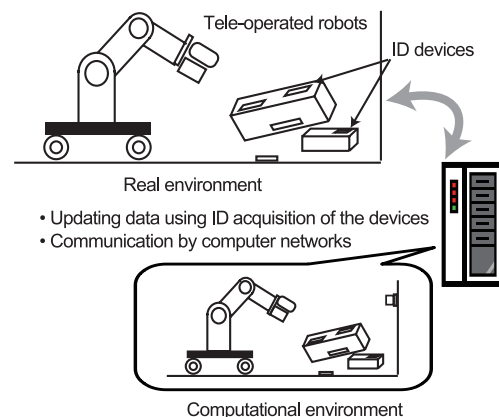 Tele-operated robots
ID devices
Real environment
• Updating data using ID acquisition of the devices
• Communication by computer networks
Computational environment